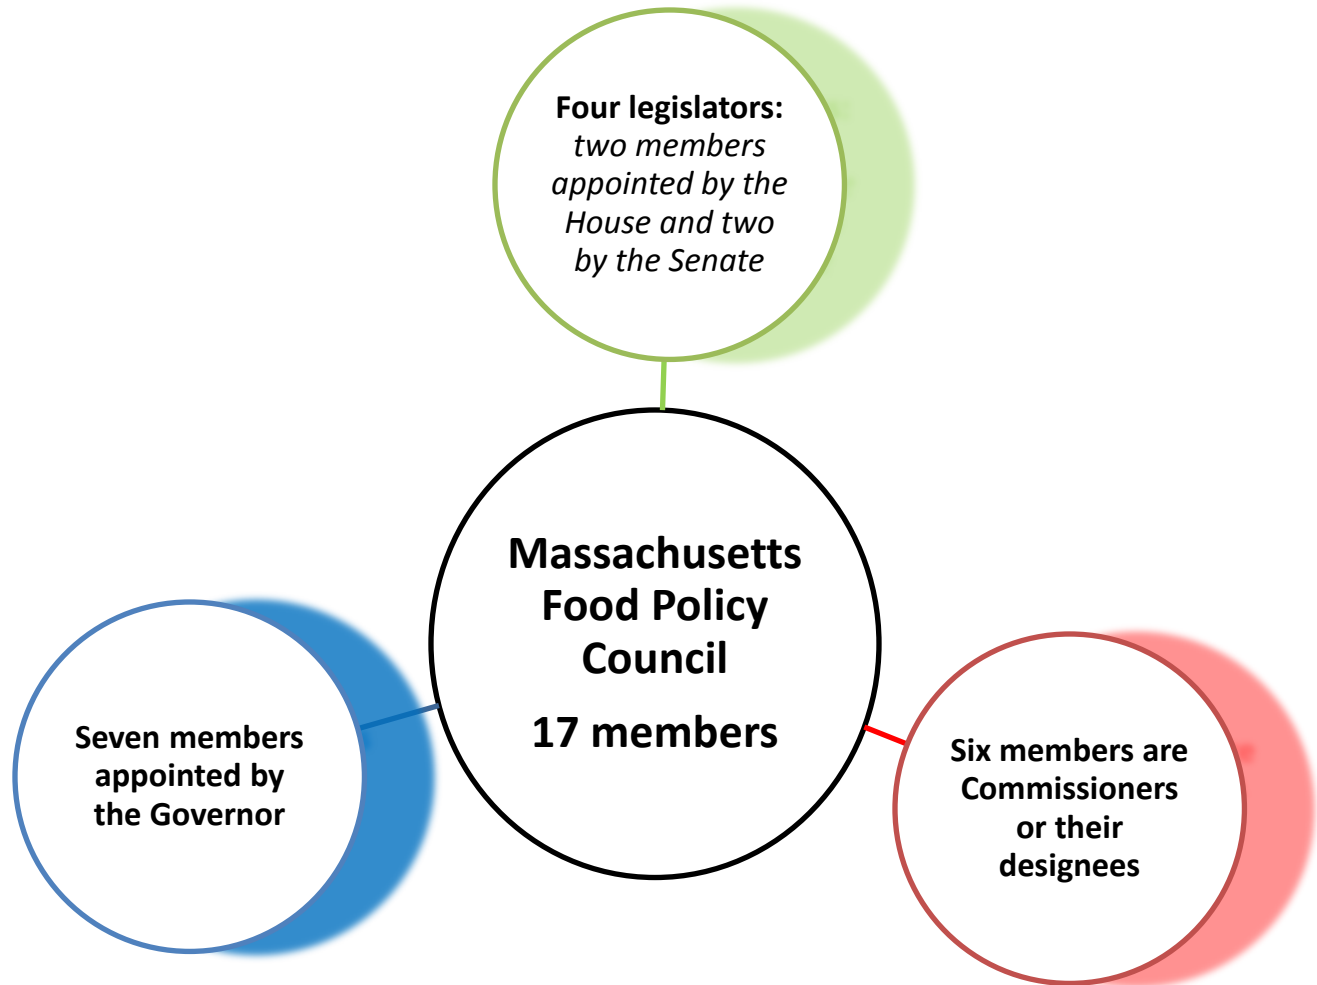 Four legislators:
two members
appointed by the
House and two
by the Senate
Massachusetts
Food Policy
Council
17 members
Seven members
appointed by
the Governor
Six members are
Commissioners
or their
designees